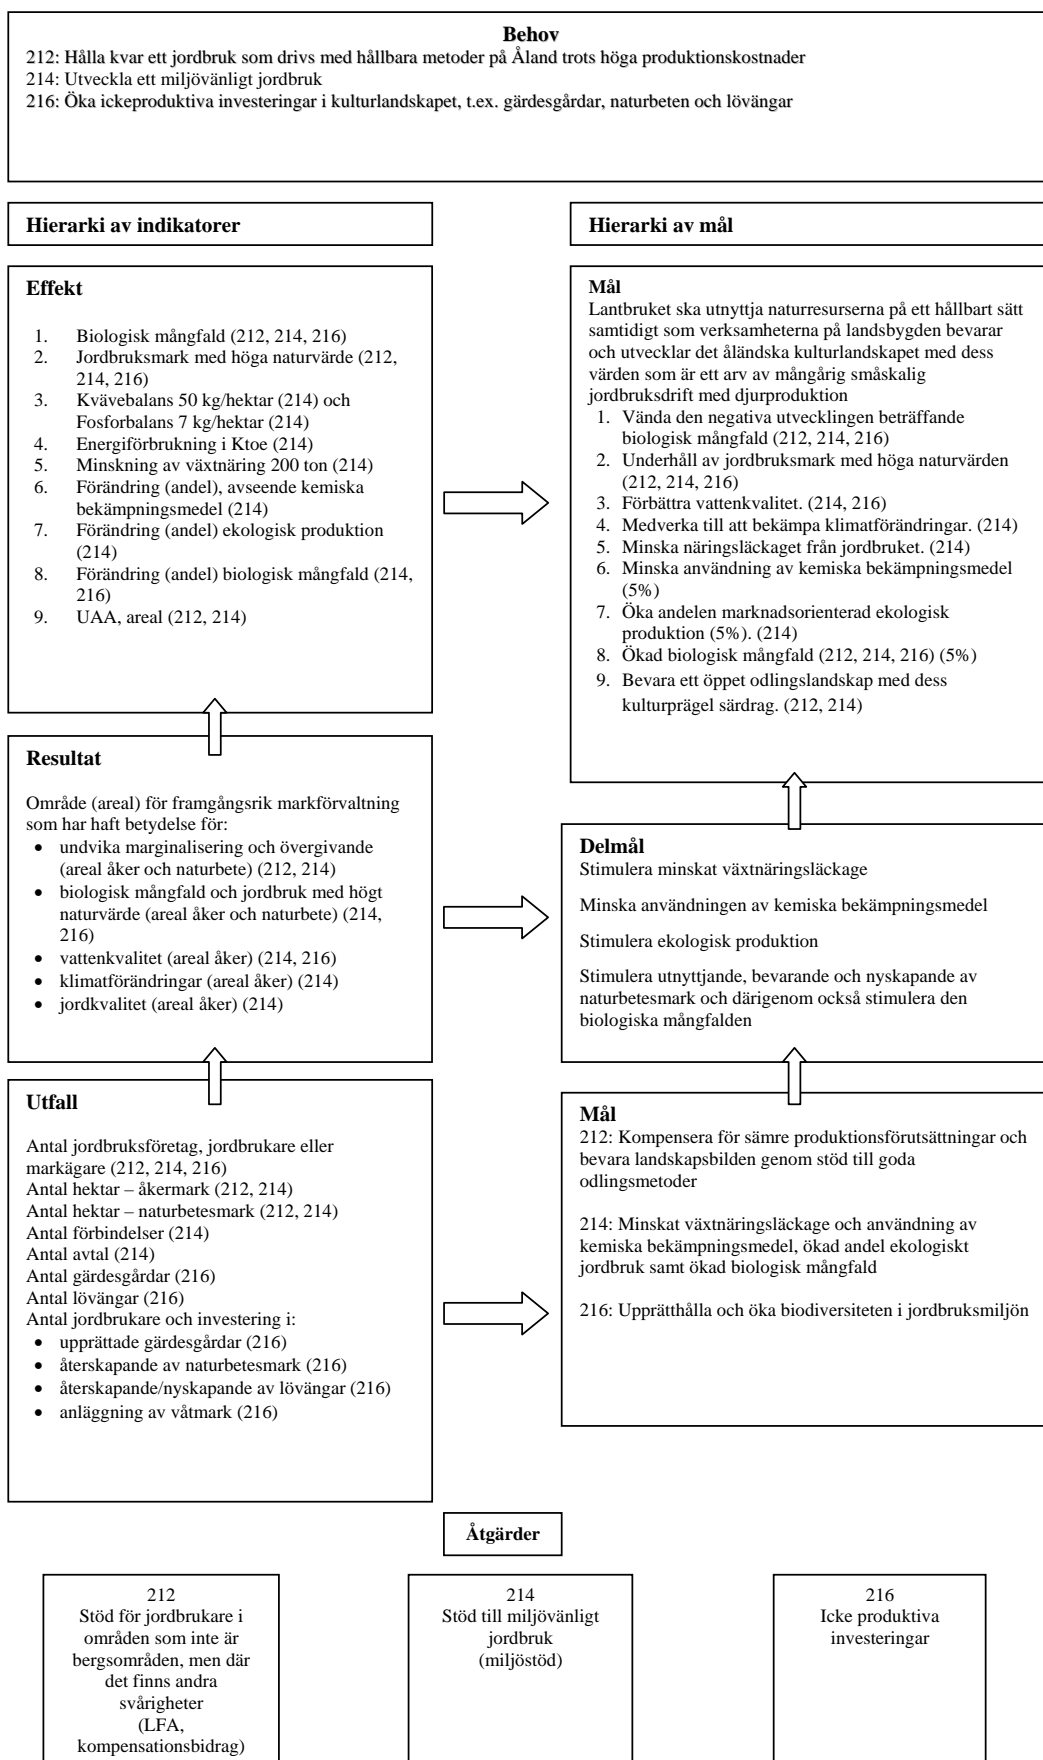 Behov
212: Hålla kvar ett jordbruk som drivs med hållbara metoder på Åland trots höga produktionskostnader
214: Utveckla ett miljövänligt jordbruk
216: Öka ickeproduktiva investeringar i kulturlandskapet, t.ex. gärdesgårdar, naturbeten och lövängar
Hierarki av indikatorer
Hierarki av mål
Effekt
1. Biologisk mångfald (212, 214, 216)
2. Jordbruksmark med höga naturvärde (212,
214, 216)
3. Kvävebalans 50 kg/hektar (214) och
Fosforbalans 7 kg/hektar (214)
4. Energiförbrukning i Ktoe (214)
5. Minskning av växtnäring 200 ton (214)
6. Förändring (andel), avseende kemiska
bekämpningsmedel (214)
7. Förändring (andel) ekologisk produktion
(214)
8. Förändring (andel) biologisk mångfald (214,
216)
9. UAA, areal (212, 214)
Mål
Lantbruket ska utnyttja naturresurserna på ett hållbart sätt
samtidigt som verksamheterna på landsbygden bevarar
och utvecklar det åländska kulturlandskapet med dess
värden som är ett arv av mångårig småskalig
jordbruksdrift med djurproduktion
1. Vända den negativa utvecklingen beträffande
biologisk mångfald (212, 214, 216)
2. Underhåll av jordbruksmark med höga naturvärden
(212, 214, 216)
3. Förbättra vattenkvalitet. (214, 216)
4. Medverka till att bekämpa klimatförändringar. (214)
5. Minska näringsläckaget från jordbruket. (214)
6. Minska användning av kemiska bekämpningsmedel
(5%)
7. Öka andelen marknadsorienterad ekologisk
produktion (5%). (214)
8. Ökad biologisk mångfald (212, 214, 216) (5%)
9. Bevara ett öppet odlingslandskap med dess
kulturprägel särdrag. (212, 214)
Resultat
Område (areal) för framgångsrik markförvaltning
som har haft betydelse för:
• undvika marginalisering och övergivande
(areal åker och naturbete) (212, 214)
• biologisk mångfald och jordbruk med högt
naturvärde (areal åker och naturbete) (214,
216)
• vattenkvalitet (areal åker) (214, 216)
• klimatförändringar (areal åker) (214)
• jordkvalitet (areal åker) (214)
Delmål
Stimulera minskat växtnäringsläckage
Minska användningen av kemiska bekämpningsmedel
Stimulera ekologisk produktion
Stimulera utnyttjande, bevarande och nyskapande av
naturbetesmark och därigenom också stimulera den
biologiska mångfalden
Utfall
Antal jordbruksföretag, jordbrukare eller
markägare (212, 214, 216)
Antal hektar – åkermark (212, 214)
Antal hektar – naturbetesmark (212, 214)
Antal förbindelser (214)
Antal avtal (214)
Antal gärdesgårdar (216)
Antal lövängar (216)
Antal jordbrukare och investering i:
• upprättade gärdesgårdar (216)
• återskapande av naturbetesmark (216)
• återskapande/nyskapande av lövängar (216)
• anläggning av våtmark (216)
Mål
212: Kompensera för sämre produktionsförutsättningar och
bevara landskapsbilden genom stöd till goda
odlingsmetoder
214: Minskat växtnäringsläckage och användning av
kemiska bekämpningsmedel, ökad andel ekologiskt
jordbruk samt ökad biologisk mångfald
216: Upprätthålla och öka biodiversiteten i jordbruksmiljön
Åtgärder
212
Stöd för jordbrukare i
områden som inte är
bergsområden, men där
det finns andra
svårigheter
(LFA,
kompensationsbidrag)
214
Stöd till miljövänligt
jordbruk
(miljöstöd)
216
Icke produktiva
investeringar